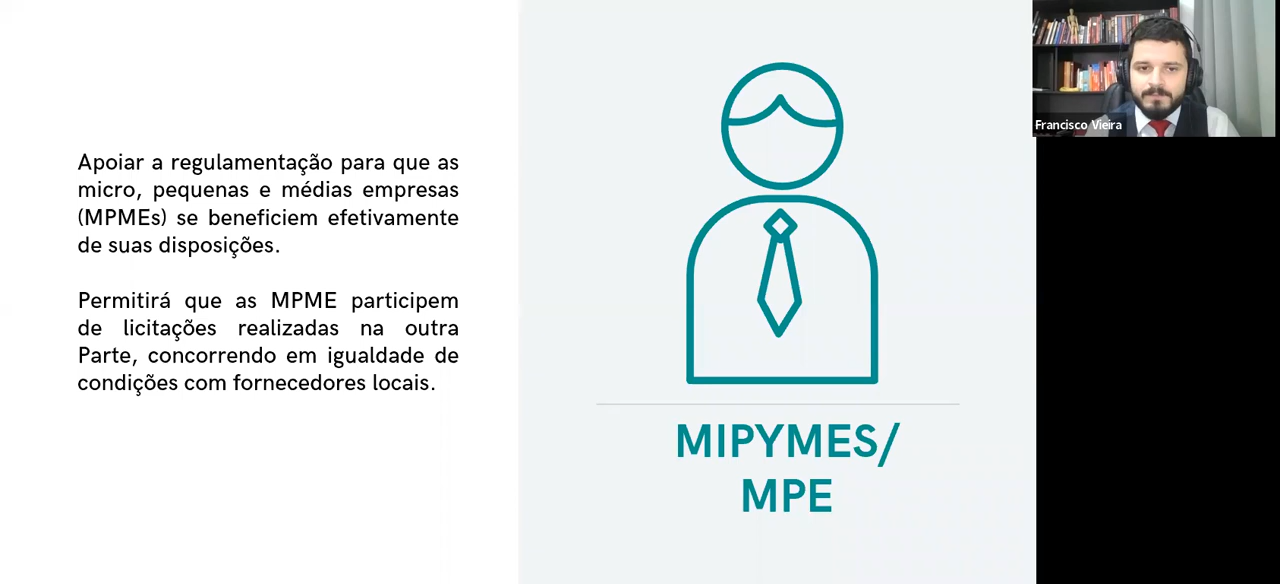 Apoiar a regulamentação para que as
micro, pequenas e médias empresas
(MPMEs) se beneficiem efetivamente
de suas disposições.
Permitirá que as MPME participem
de licitações realizadas na outra
Parte, concorrendo em igualdade de
condições com fornecedores locais.
MIPYMES/
MPE
Francisco Vieira